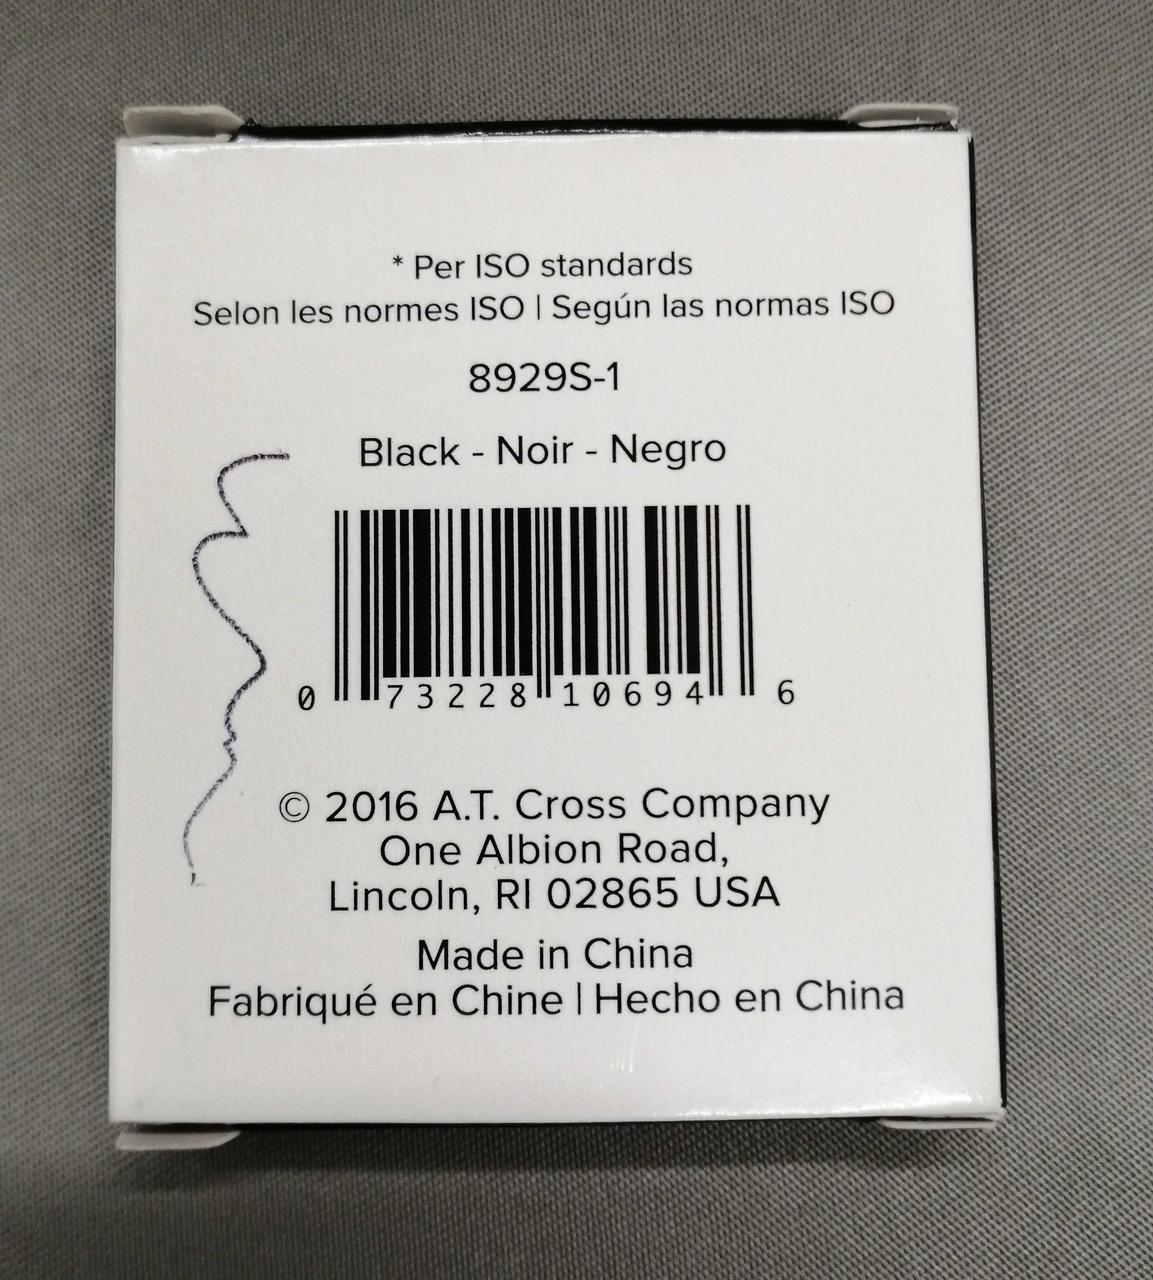 * Per ISO standards
Selon les normes ISO | Según las normas ISO
8929S-1
Black - Noir - Negro
0 73228 10694 6
© 2016 A.T. Cross Company
One Albion Road,
Lincoln, RI 02865 USA
Made in China
Fabriqué en Chine | Hecho en China